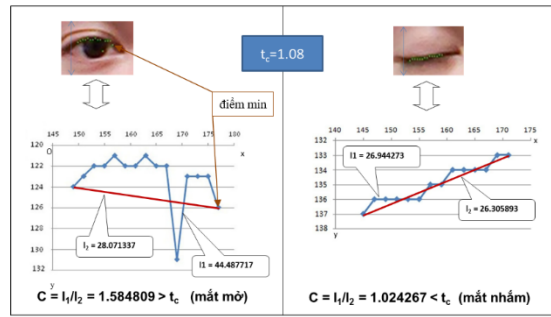 t_c=1.08
điểm min
145 150 155 160 165 170 175 180
x
O
120
122
124
126
128
130
132
y
l₂ = 28.071337
l1 = 44.487717
C = l₁/l₂ = 1.584809 > t_c (mắt mở)
140 145 150 155 160 165 170 175
x
132
133
134
135
136
137
138
y
l1 = 26.944273
l₂ = 26.305893
C = l₁/l₂ = 1.024267 < t_c (mắt nhắm)